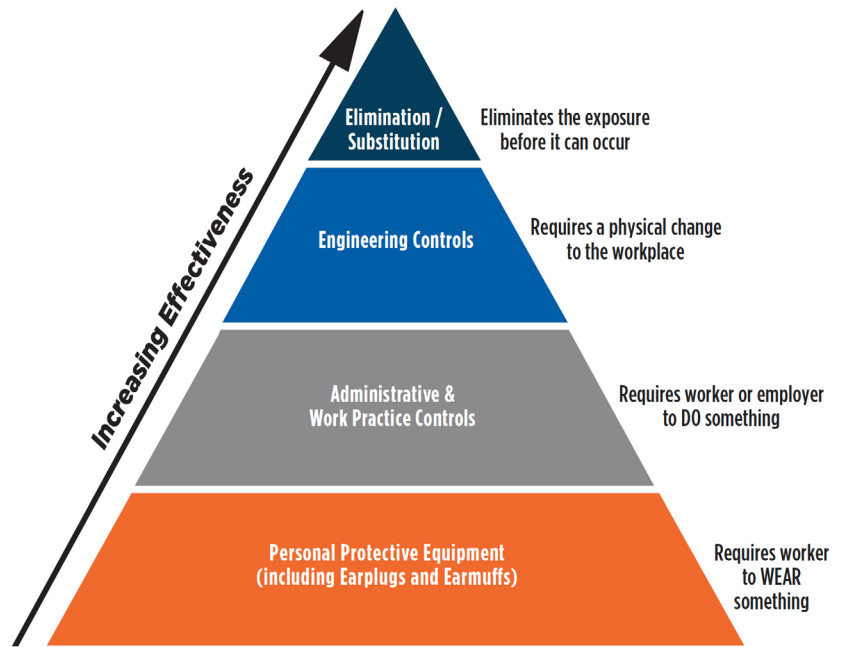 Elimination /
Substitution
Eliminates the exposure
before it can occur
Engineering Controls
Requires a physical change
to the workplace
Increasing Effectiveness
Administrative &
Work Practice Controls
Requires worker or employer
to DO something
Personal Protective Equipment
(including Earplugs and Earmuffs)
Requires worker
to WEAR
something